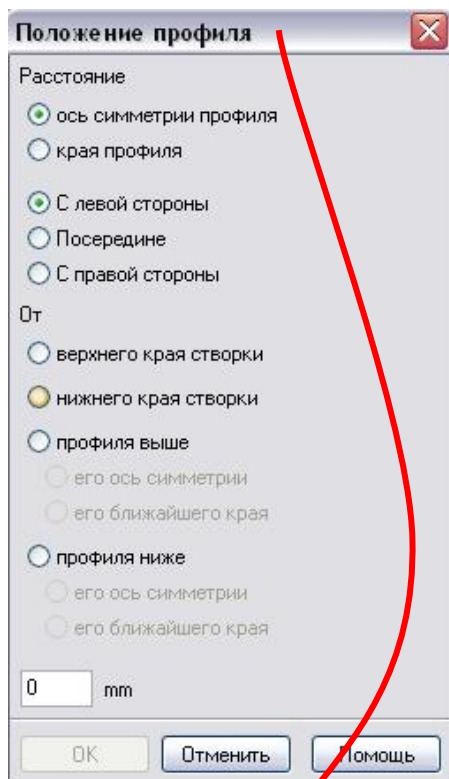 Положение профиля
Расстояние
ось симметрии профиля
края профиля
С левой стороны
Посередине
С правой стороны
От
верхнего края створки
нижнего края створки
профиля выше
его ось симметрии
его ближайшего края
профиля ниже
его ось симметрии
его ближайшего края
0 mm
OK Отменить Помощь